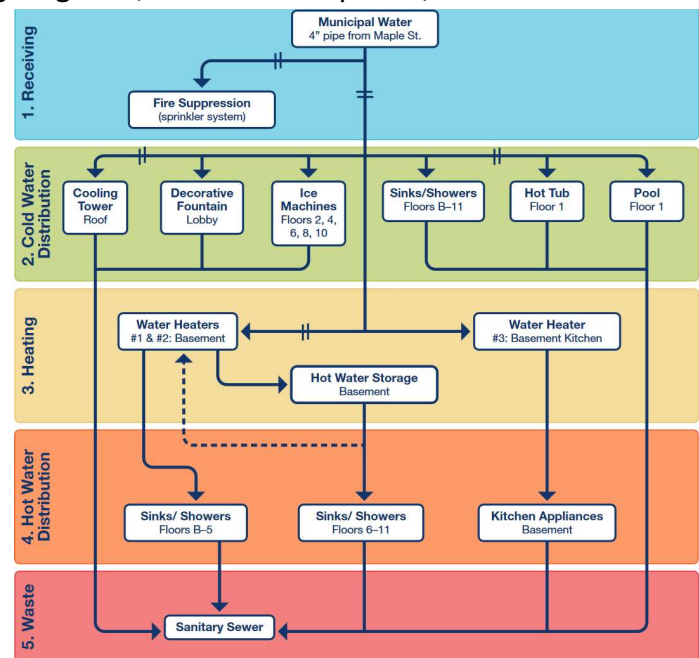 1. Receiving
Municipal Water
4” pipe from Maple St.
Fire Suppression
(sprinkler system)
2. Cold Water
Distribution
Cooling
Tower
Roof
Decorative
Fountain
Lobby
Ice
Machines
Floors 2, 4,
6, 8, 10
Sinks/Showers
Floors B–11
Hot Tub
Floor 1
Pool
Floor 1
3. Heating
Water Heaters
#1 & #2: Basement
Water Heater
#3: Basement Kitchen
Hot Water Storage
Basement
4. Hot Water
Distribution
Sinks/ Showers
Floors B–5
Sinks/ Showers
Floors 6–11
Kitchen Appliances
Basement
5. Waste
Sanitary Sewer